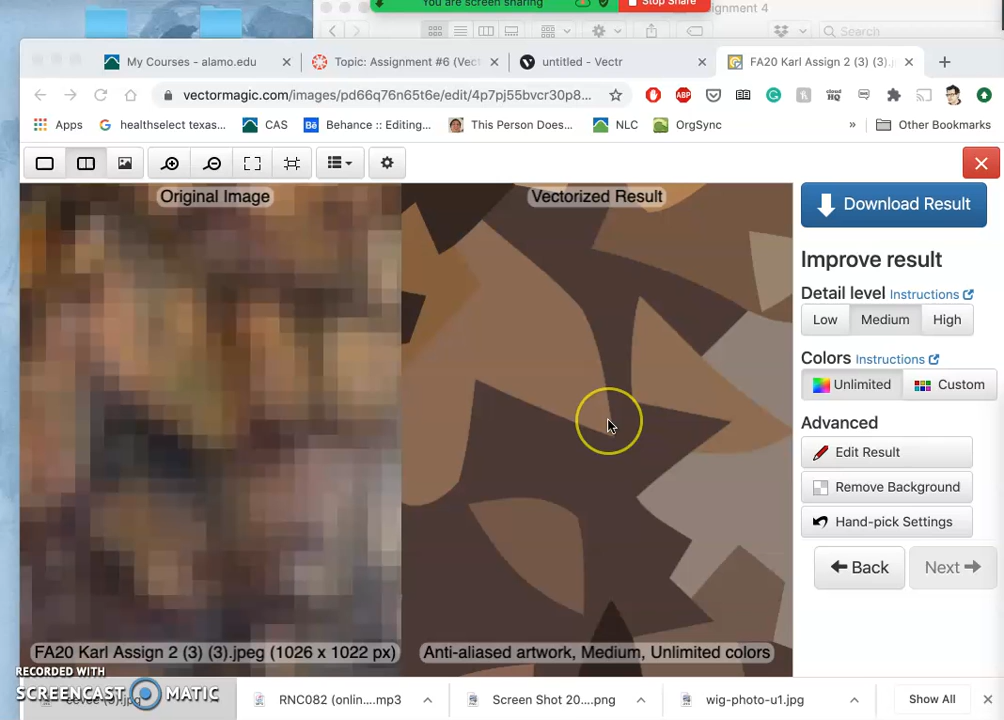 You are screen sharing
Stop Share
ignment 4
Search
My Courses - alamo.edu
Topic: Assignment #6 (Vect
untitled - Vectr
FA20 Karl Assign 2 (3) (3).j
vectormagic.com/images/pd66q76n65t6e/edit/4p7pj55bvcr30p8...
ABP
HQ
Apps
healthselect texas...
CAS
Bē
Behance :: Editing...
This Person Does...
NLC
OrgSync
»
Other Bookmarks
Original Image
Vectorized Result
Download Result
Improve result
Detail level
Instructions
Low
Medium
High
Colors
Instructions
Unlimited
Custom
Advanced
Edit Result
Remove Background
Hand-pick Settings
Back
Next
FA20 Karl Assign 2 (3) (3).jpeg (1026 x 1022 px)
Anti-aliased artwork, Medium, Unlimited colors
RECORDED WITH
SCREENCAST MATIC
RNC082 (onlin....mp3
Screen Shot 20....png
wig-photo-u1.jpg
Show All